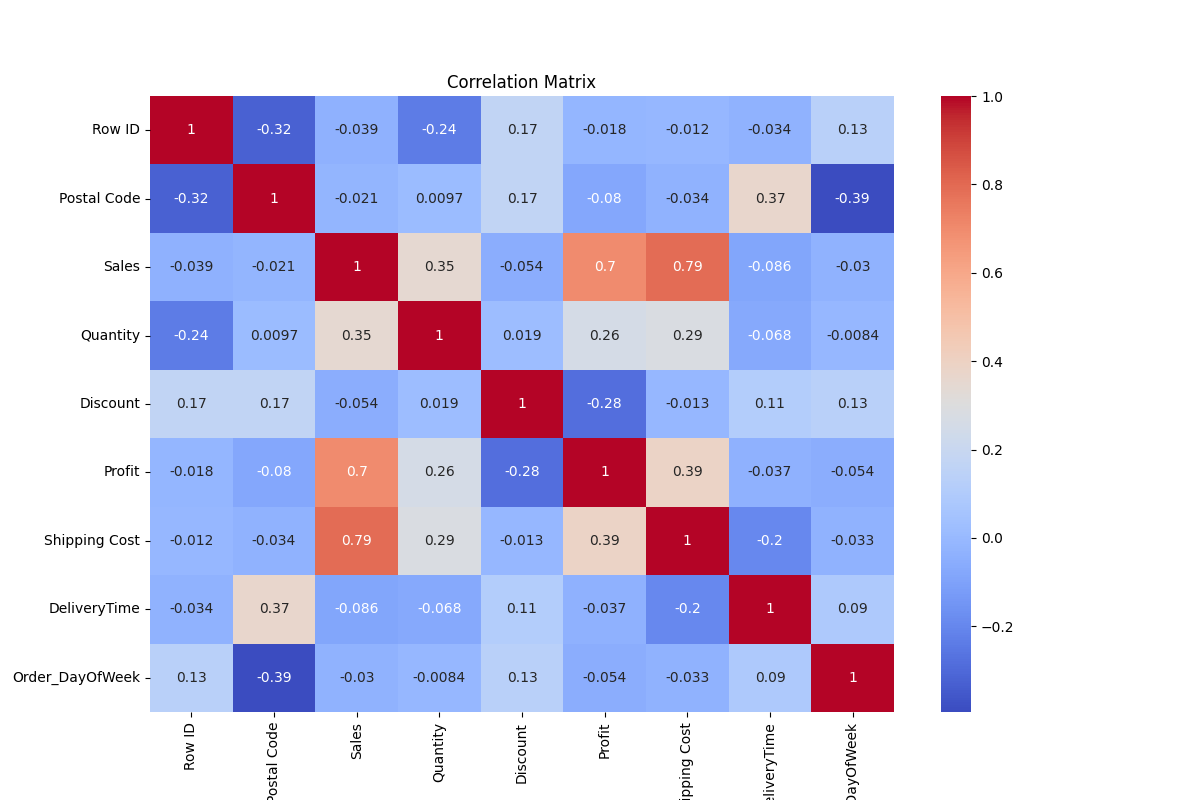 Correlation Matrix
Row ID 1 -0.32 -0.039 -0.24 0.17 -0.018 -0.012 -0.034 0.13
Postal Code -0.32 1 -0.021 0.0097 0.17 -0.08 -0.034 0.37 -0.39
Sales -0.039 -0.021 1 0.35 -0.054 0.7 0.79 -0.086 -0.03
Quantity -0.24 0.0097 0.35 1 0.019 0.26 0.29 -0.068 -0.0084
Discount 0.17 0.17 -0.054 0.019 1 -0.28 -0.013 0.11 0.13
Profit -0.018 -0.08 0.7 0.26 -0.28 1 0.39 -0.037 -0.054
Shipping Cost -0.012 -0.034 0.79 0.29 -0.013 0.39 1 -0.2 -0.033
DeliveryTime -0.034 0.37 -0.086 -0.068 0.11 -0.037 -0.2 1 0.09
Order_DayOfWeek 0.13 -0.39 -0.03 -0.0084 0.13 -0.054 -0.033 0.09 1
Row ID
Postal Code
Sales
Quantity
Discount
Profit
ipping Cost
eliveryTime
DayOfWeek
1.0
0.8
0.6
0.4
0.2
0.0
−0.2